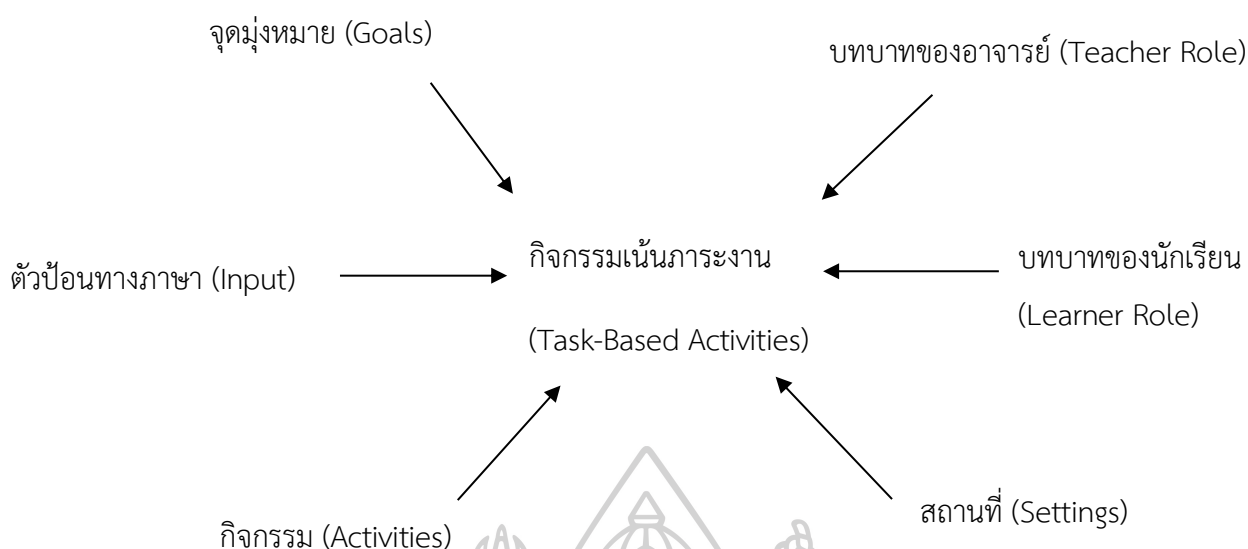 จุดมุ่งหมาย (Goals)
บทบาทของอาจารย์ (Teacher Role)
กิจกรรมเน้นภาระงาน
(Task-Based Activities)
ตัวป้อนทางภาษา (Input)
บทบาทของนักเรียน
(Learner Role)
กิจกรรม (Activities)
สถานที่ (Settings)